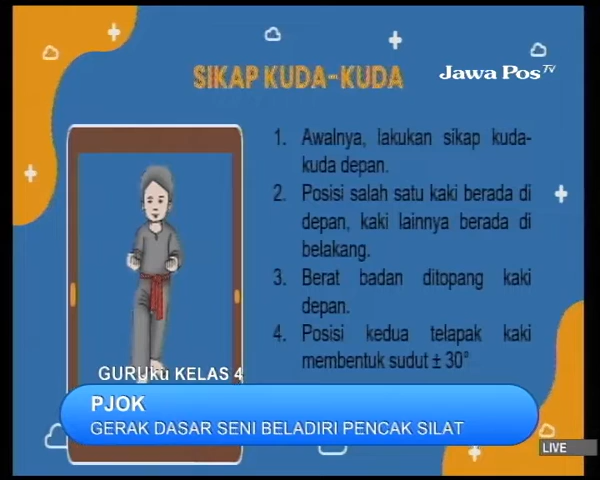 SIKAP KUDA-KUDA
Jawa Pos TV
1. Awalnya, lakukan sikap kuda-
kuda depan.
2. Posisi salah satu kaki berada di
depan, kaki lainnya berada di
belakang.
3. Berat badan ditopang kaki
depan.
4. Posisi kedua telapak kaki
membentuk sudut ± 30°
GURUku KELAS 4
PJOK
GERAK DASAR SENI BELADIRI PENCAK SILAT
LIVE